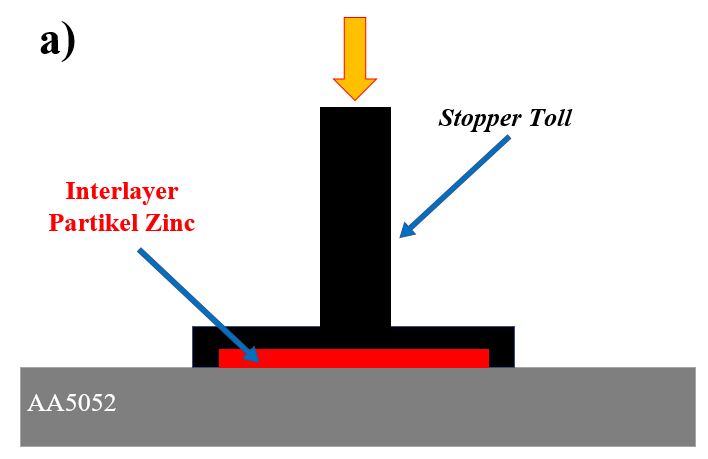 a)
Stopper Toll
Interlayer
Partikel Zinc
AA5052